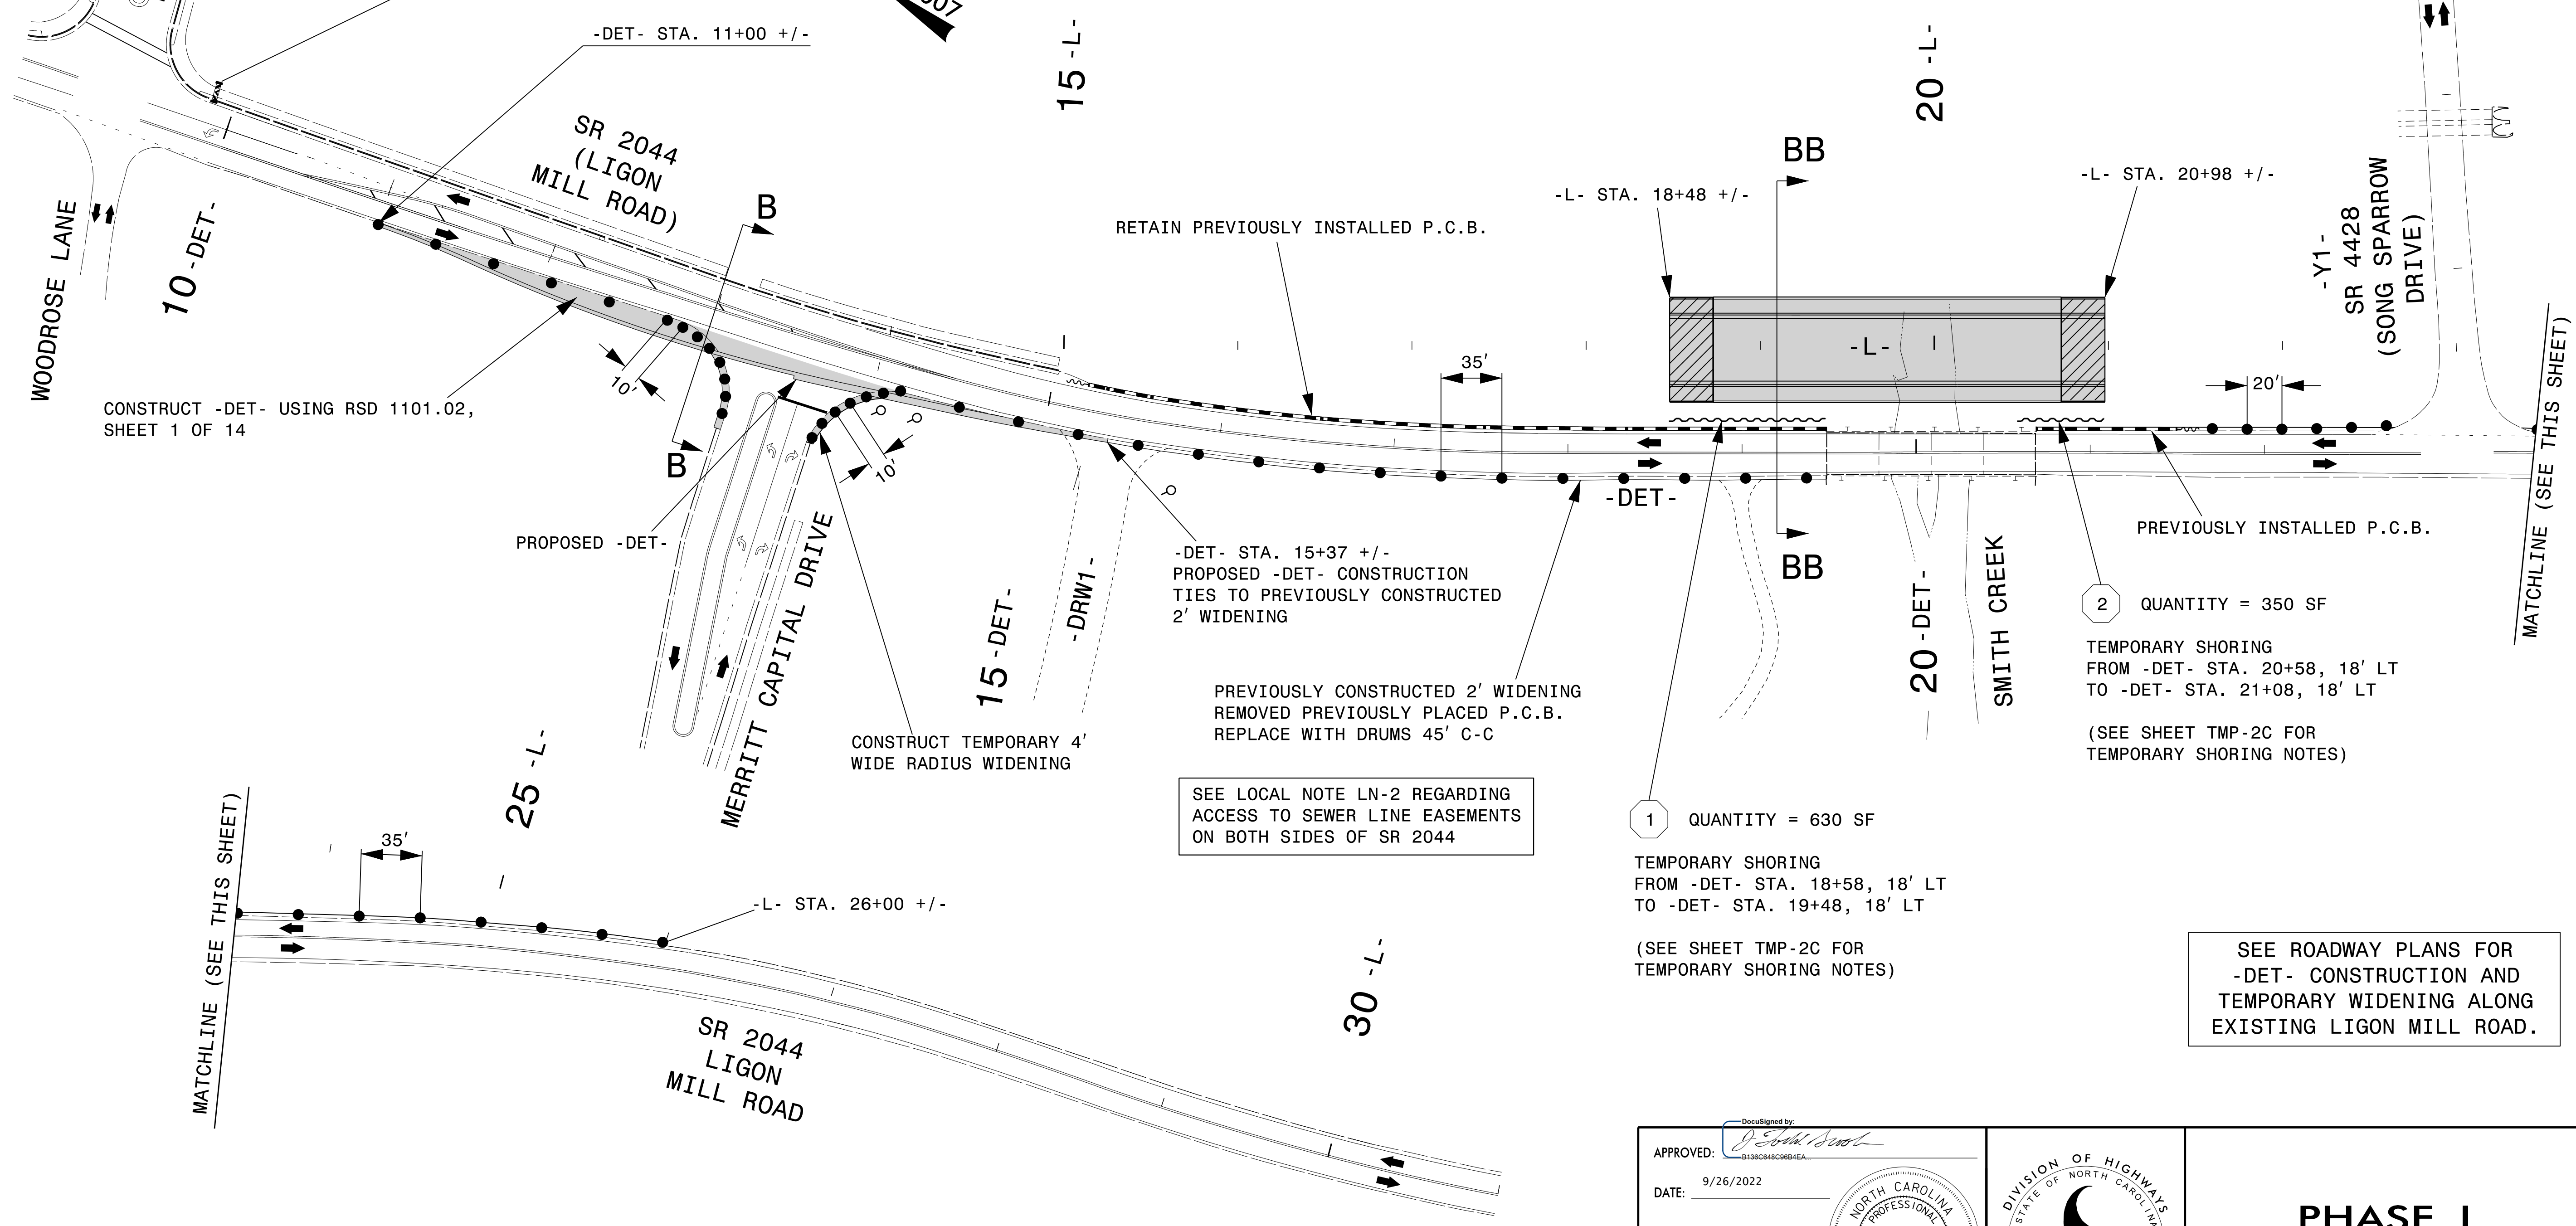 007
-DET- STA. 11+00 +/-
15 -L-
20 -L-
SR 2044
(LIGON
MILL ROAD)
B
BB
-L- STA. 18+48 +/-
-L- STA. 20+98 +/-
RETAIN PREVIOUSLY INSTALLED P.C.B.
-Y1-
SR 4428
(SONG SPARROW
DRIVE)
WOODROSE LANE
10 -DET-
-L-
35'
20'
10'
CONSTRUCT -DET- USING RSD 1101.02,
SHEET 1 OF 14
B
10'
-DET-
MATCHLINE (SEE THIS SHEET)
PROPOSED -DET-
PREVIOUSLY INSTALLED P.C.B.
-DET- STA. 15+37 +/-
PROPOSED -DET- CONSTRUCTION
TIES TO PREVIOUSLY CONSTRUCTED
2' WIDENING
BB
15 -DET-
-DRW1-
20 -DET-
SMITH CREEK
2 QUANTITY = 350 SF
TEMPORARY SHORING
FROM -DET- STA. 20+58, 18' LT
TO -DET- STA. 21+08, 18' LT
(SEE SHEET TMP-2C FOR
TEMPORARY SHORING NOTES)
MERRITT CAPITAL DRIVE
CONSTRUCT TEMPORARY 4'
WIDE RADIUS WIDENING
PREVIOUSLY CONSTRUCTED 2' WIDENING
REMOVED PREVIOUSLY PLACED P.C.B.
REPLACE WITH DRUMS 45' C-C
SEE LOCAL NOTE LN-2 REGARDING
ACCESS TO SEWER LINE EASEMENTS
ON BOTH SIDES OF SR 2044
1 QUANTITY = 630 SF
TEMPORARY SHORING
FROM -DET- STA. 18+58, 18' LT
TO -DET- STA. 19+48, 18' LT
(SEE SHEET TMP-2C FOR
TEMPORARY SHORING NOTES)
MATCHLINE (SEE THIS SHEET)
35'
25 -L-
-L- STA. 26+00 +/-
30 -L-
SR 2044
LIGON
MILL ROAD
SEE ROADWAY PLANS FOR
-DET- CONSTRUCTION AND
TEMPORARY WIDENING ALONG
EXISTING LIGON MILL ROAD.
DocuSigned by:
APPROVED:
B136C648C96B4EA...
DATE: 9/26/2022
NORTH CAROLINA
PROFESSIONAL
DIVISION OF HIGHWAYS
STATE OF NORTH CAROLINA
PHASE I